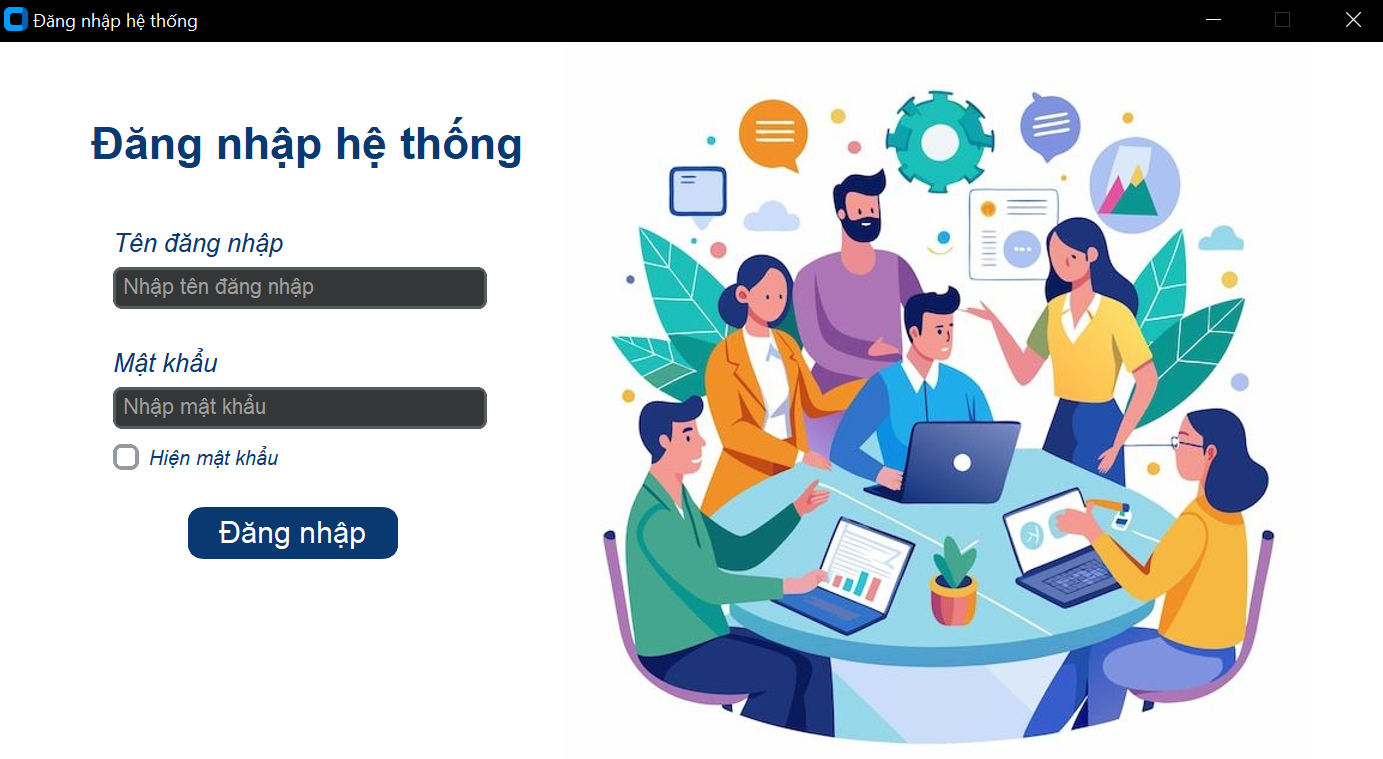 Đăng nhập hệ thống
Đăng nhập hệ thống
Tên đăng nhập
Nhập tên đăng nhập
Mật khẩu
Nhập mật khẩu
Hiện mật khẩu
Đăng nhập